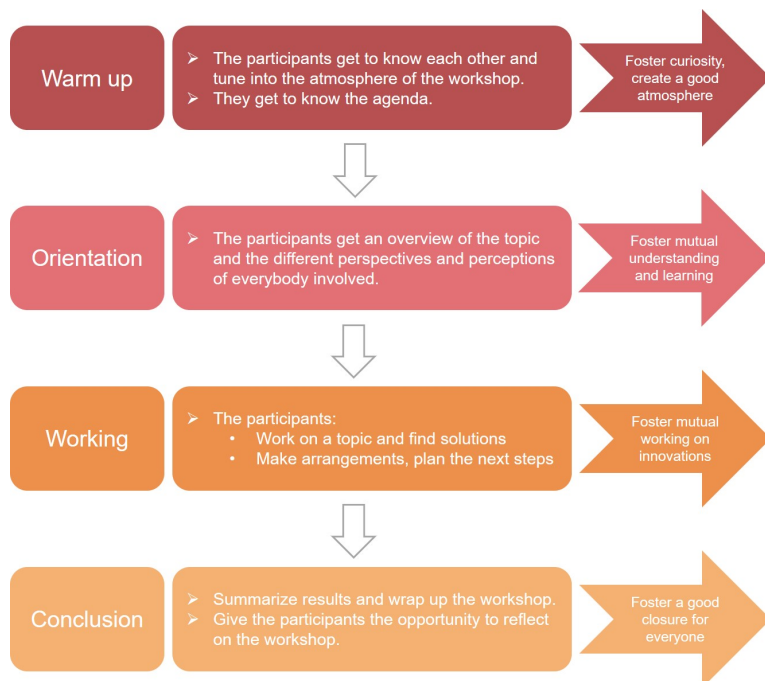 Warm up
➢ The participants get to know each other and
tune into the atmosphere of the workshop.
➢ They get to know the agenda.
Foster curiosity,
create a good
atmosphere
Orientation
➢ The participants get an overview of the topic
and the different perspectives and perceptions
of everybody involved.
Foster mutual
understanding
and learning
Working
➢ The participants:
• Work on a topic and find solutions
• Make arrangements, plan the next steps
Foster mutual
working on
innovations
Conclusion
➢ Summarize results and wrap up the workshop.
➢ Give the participants the opportunity to reflect
on the workshop.
Foster a good
closure for
everyone